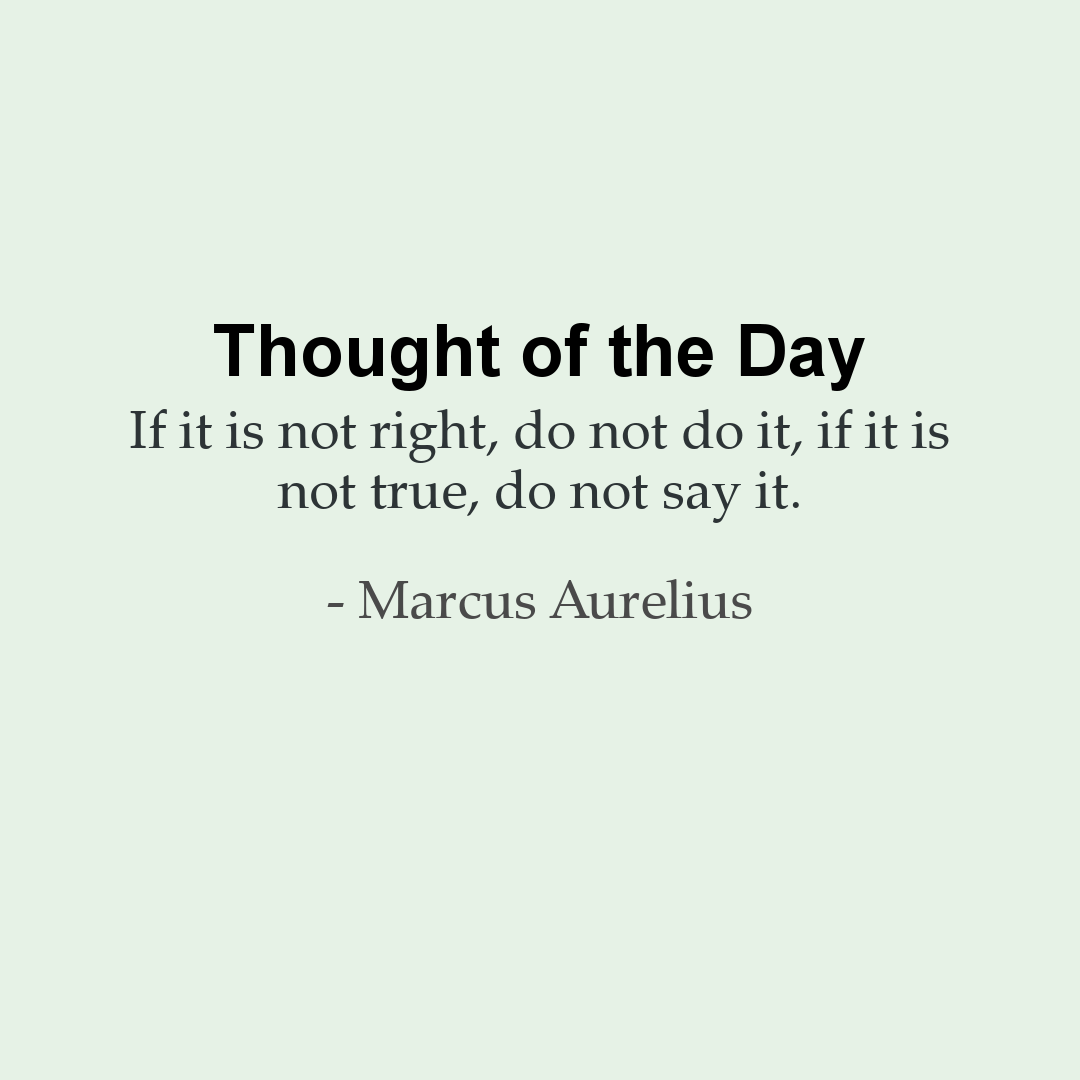 Thought of the Day
If it is not right, do not do it, if it is
not true, do not say it.
- Marcus Aurelius